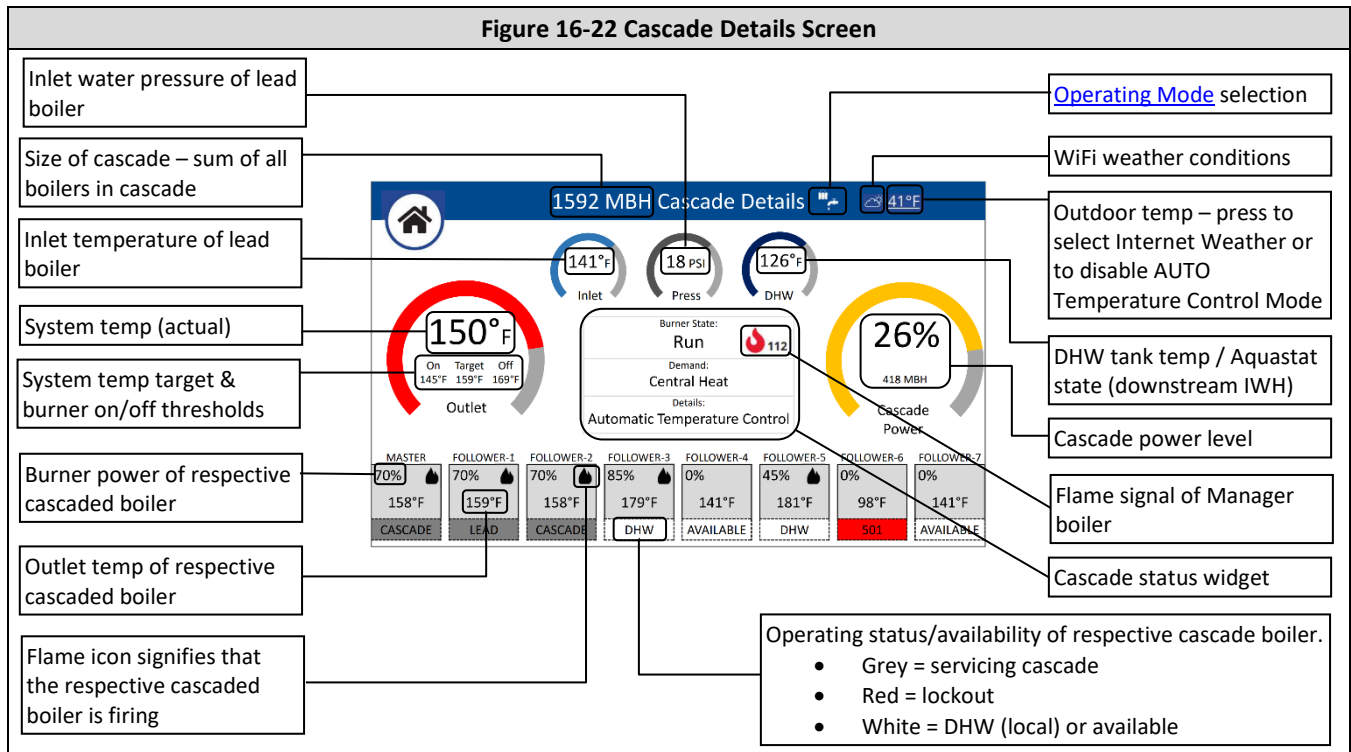 Figure 16-22 Cascade Details Screen
Inlet water pressure of lead
boiler
Size of cascade – sum of all
boilers in cascade
Inlet temperature of lead
boiler
System temp (actual)
System temp target &
burner on/off thresholds
Burner power of respective
cascaded boiler
Outlet temp of respective
cascaded boiler
Flame icon signifies that
the respective cascaded
boiler is firing
1592 MBH Cascade Details 41°F
141°F
Inlet
18 PSI
Press
126°F
DHW
150°F
On Target Off
145°F 159°F 169°F
Outlet
Burner State:
Run 112
Demand:
Central Heat
Details:
Automatic Temperature Control
26%
418 MBH
Cascade
Power
MASTER FOLLOWER-1 FOLLOWER-2 FOLLOWER-3 FOLLOWER-4 FOLLOWER-5 FOLLOWER-6 FOLLOWER-7
70% 70% 70% 85% 0% 45% 0% 0%
158°F 159°F 158°F 179°F 141°F 181°F 98°F 141°F
CASCADE LEAD CASCADE DHW AVAILABLE DHW 501 AVAILABLE
Operating Mode selection
WiFi weather conditions
Outdoor temp – press to
select Internet Weather or
to disable AUTO
Temperature Control Mode
DHW tank temp / Aquastat
state (downstream IWH)
Cascade power level
Flame signal of Manager
boiler
Cascade status widget
Operating status/availability of respective cascade boiler.
• Grey = servicing cascade
• Red = lockout
• White = DHW (local) or available